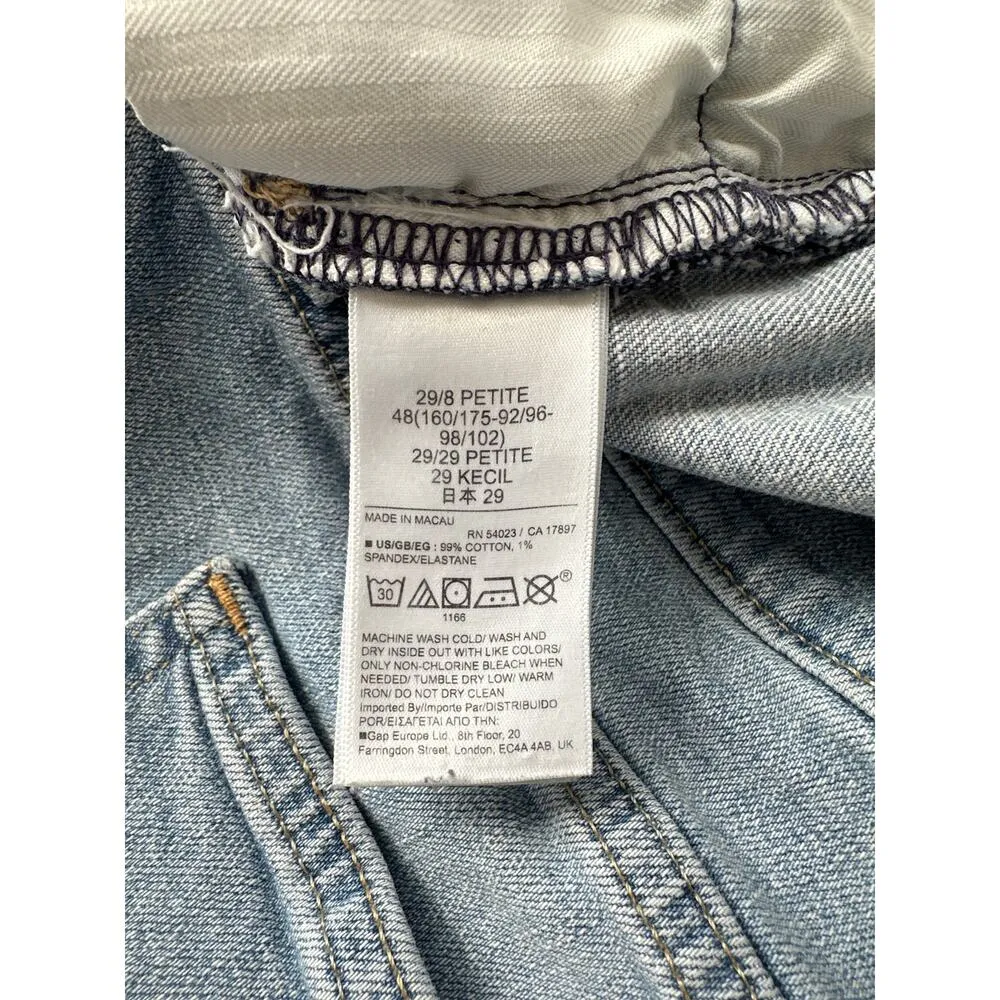 29/8 PETITE
48(160/175-92/96-
98/102)
29/29 PETITE
29 KECIL
日本 29
MADE IN MACAU
RN 54023 / CA 17897
■ US/GB/EG : 99% COTTON, 1%
SPANDEX/ELASTANE
30
®
1166
MACHINE WASH COLD/ WASH AND
DRY INSIDE OUT WITH LIKE COLORS/
ONLY NON-CHLORINE BLEACH WHEN
NEEDED/ TUMBLE DRY LOW/ WARM
IRON/ DO NOT DRY CLEAN
Imported By/Importe Par/DISTRIBUIDO
POR/ΕΙΣΑΓΕΤΑΙ ΑΠΟ ΤΗΝ:
■Gap Europe Ltd., 8th Floor, 20
Farringdon Street, London, EC4A 4AB, UK